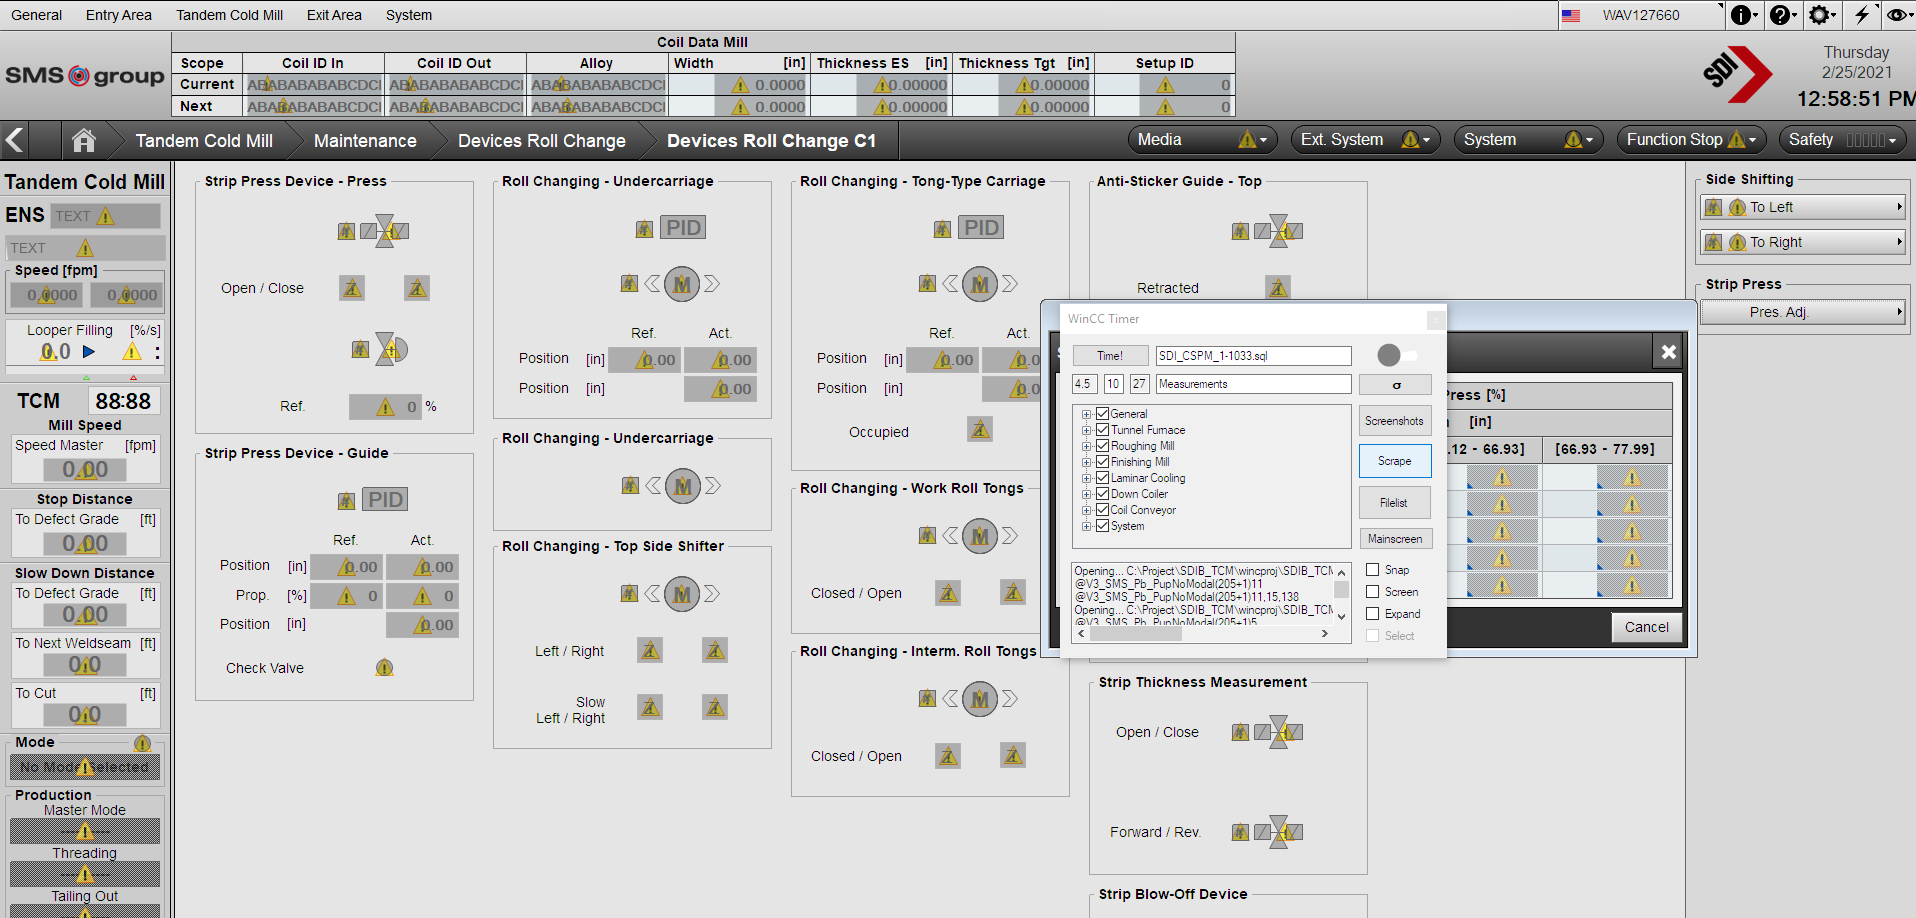 General Entry Area Tandem Cold Mill Exit Area System WAV127660
SMS group
Coil Data Mill
Scope Coil ID In Coil ID Out Alloy Width [in] Thickness ES [in] Thickness Tgt [in] Setup ID
Current ABABABABABCDCI ABABABABABCDCI ABABABABABCDCI 0.0000 0.00000 0.00000 0
Next ABABABABABCDCI ABABABABABCDCI ABABABABABCDCI 0.0000 0.00000 0.00000 0
SDI
Thursday
2/25/2021
12:58:51 PM
Tandem Cold Mill Maintenance Devices Roll Change Devices Roll Change C1 Media Ext. System System Function Stop Safety
Tandem Cold Mill
ENS TEXT
TEXT
Speed [fpm]
0.0000 0.0000
Looper Filling [%/s]
0.0 :
TCM 88:88
Mill Speed
Speed Master [fpm]
0.00
Stop Distance
To Defect Grade [ft]
0.00
Slow Down Distance
To Defect Grade [ft]
0.00
To Next Weldseam [ft]
0.0
To Cut [ft]
0.0
Mode
No Mode Selected
Production
Master Mode
Threading
Tailing Out
Strip Press Device - Press
Open / Close
Ref. 0 %
Strip Press Device - Guide
PID
Ref. Act.
Position [in] 0.00 0.00
Prop. [%] 0 0
Position [in] 0.00
Check Valve
Roll Changing - Undercarriage
PID
M
Ref. Act.
Position [in] 0.00 0.00
Position [in] 0.00
Roll Changing - Undercarriage
M
Roll Changing - Top Side Shifter
M
Left / Right
Slow
Left / Right
Roll Changing - Tong-Type Carriage
PID
M
Ref. Act.
Position [in] 0.00 0.0
Position [in] 0.0
Occupied
Roll Changing - Work Roll Tongs
M
Closed / Open
Roll Changing - Interm. Roll Tongs
M
Closed / Open
Anti-Sticker Guide - Top
Retracted
WinCC Timer
Time! SDI_CSPM_1-1033.sql
4.5 10 27 Measurements σ
General
Tunnel Furnace
Roughing Mill
Finishing Mill
Laminar Cooling
Down Coiler
Coil Conveyor
System
Screenshots
Scrape
Filelist
Mainscreen
Opening... C:\Project\SDIB_TCM\wincproj\SDIB_TCM
@V3_SMS_Pb_PupNoModal(205+1)11
@V3_SMS_Pb_PupNoModal(205+1)11,15,138
Opening... C:\Project\SDIB_TCM\wincproj\SDIB_TCM
@V3_SMS_Pb_PupNoModal(205+1)5
Snap
Screen
Expand
Select
Press [%]
[in]
.12 - 66.93] [66.93 - 77.99]
Cancel
Strip Thickness Measurement
Open / Close
Forward / Rev.
Strip Blow-Off Device
Side Shifting
To Left
To Right
Strip Press
Pres. Adj.